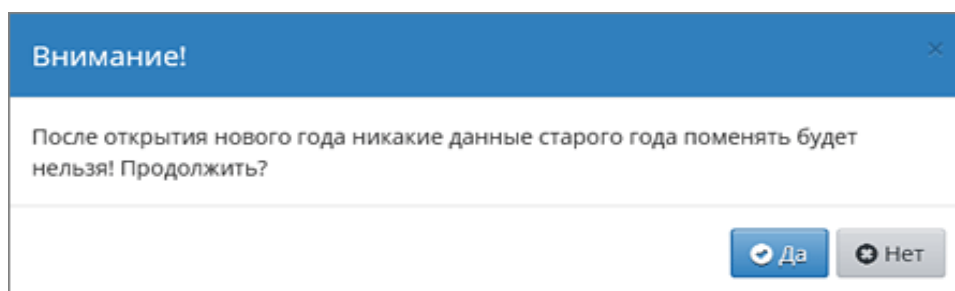 Внимание!
После открытия нового года никакие данные старого года поменять будет
нельзя! Продолжить?
Да
Нет